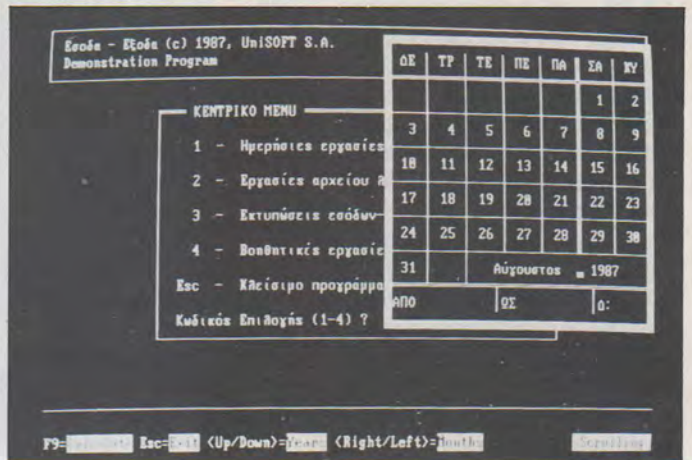 Εσοδα - Εξοδα (c) 1987, UniSOFT S.A.
Demonstration Program
ΚΕΝΤΡΙΚΟ MENU
1 - Ημερήσιες εργασίες
2 - Εργασίες αρχείου
3 - Εκτυπώσεις εσόδων-
4 - Βοηθητικές εργασίε
Esc - Κλείσιμο προγράμμα
Κωδικός Επιλογής (1-4) ?
ΔΕ ΤΡ ΤΕ ΠΕ ΠΑ ΣΑ ΚΥ
1 2
3 4 5 6 7 8 9
10 11 12 13 14 15 16
17 18 19 20 21 22 23
24 25 26 27 28 29 30
31 Αύγουστος 1987
ΑΠΟ ΩΣ Δ:
F9= Esc=Exit <Up/Down>=Years <Right/Left>=Months Scrolling